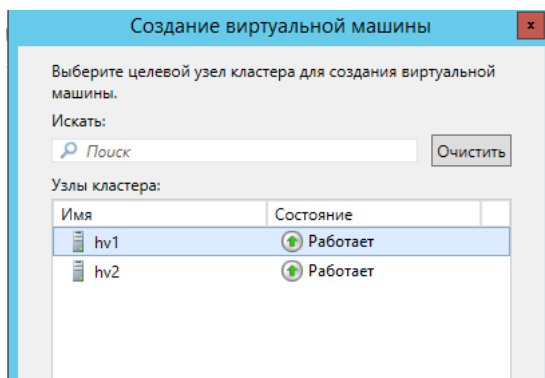 Создание виртуальной машины
x
Выберите целевой узел кластера для создания виртуальной
машины.
Искать:
Поиск Очистить
Узлы кластера:
Имя Состояние
hv1 Работает
hv2 Работает